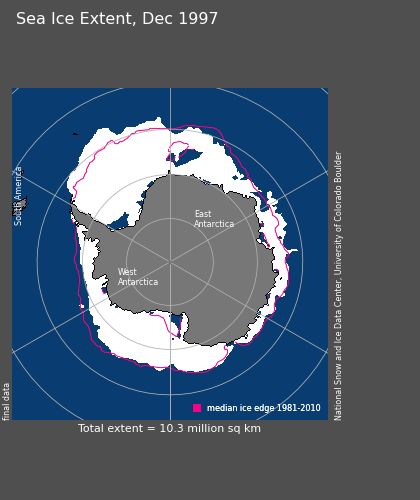 Sea Ice Extent, Dec 1997
South America
East
Antarctica
West
Antarctica
National Snow and Ice Data Center, University of Colorado Boulder
final data
median ice edge 1981-2010
Total extent = 10.3 million sq km